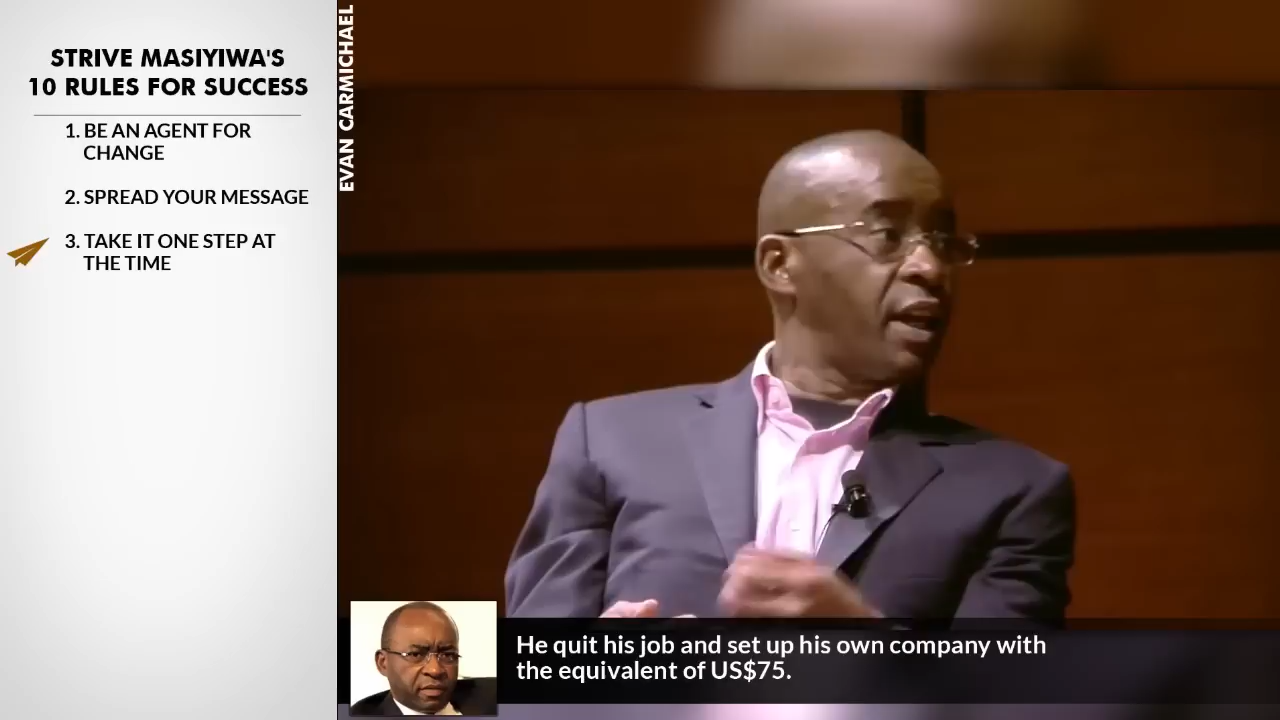 STRIVE MASIYIWA'S
10 RULES FOR SUCCESS
1. BE AN AGENT FOR
CHANGE
2. SPREAD YOUR MESSAGE
3. TAKE IT ONE STEP AT
THE TIME
EVAN CARMICHAEL
He quit his job and set up his own company with
the equivalent of US$75.